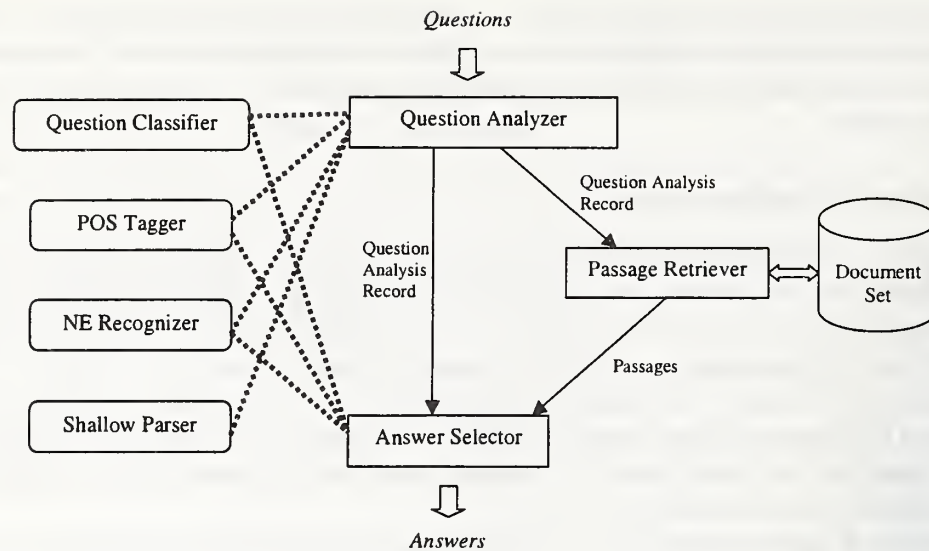 Questions
Question Classifier
Question Analyzer
Question Analysis
Record
POS Tagger
Question
Analysis
Record
Passage Retriever
Document
Set
NE Recognizer
Passages
Shallow Parser
Answer Selector
Answers